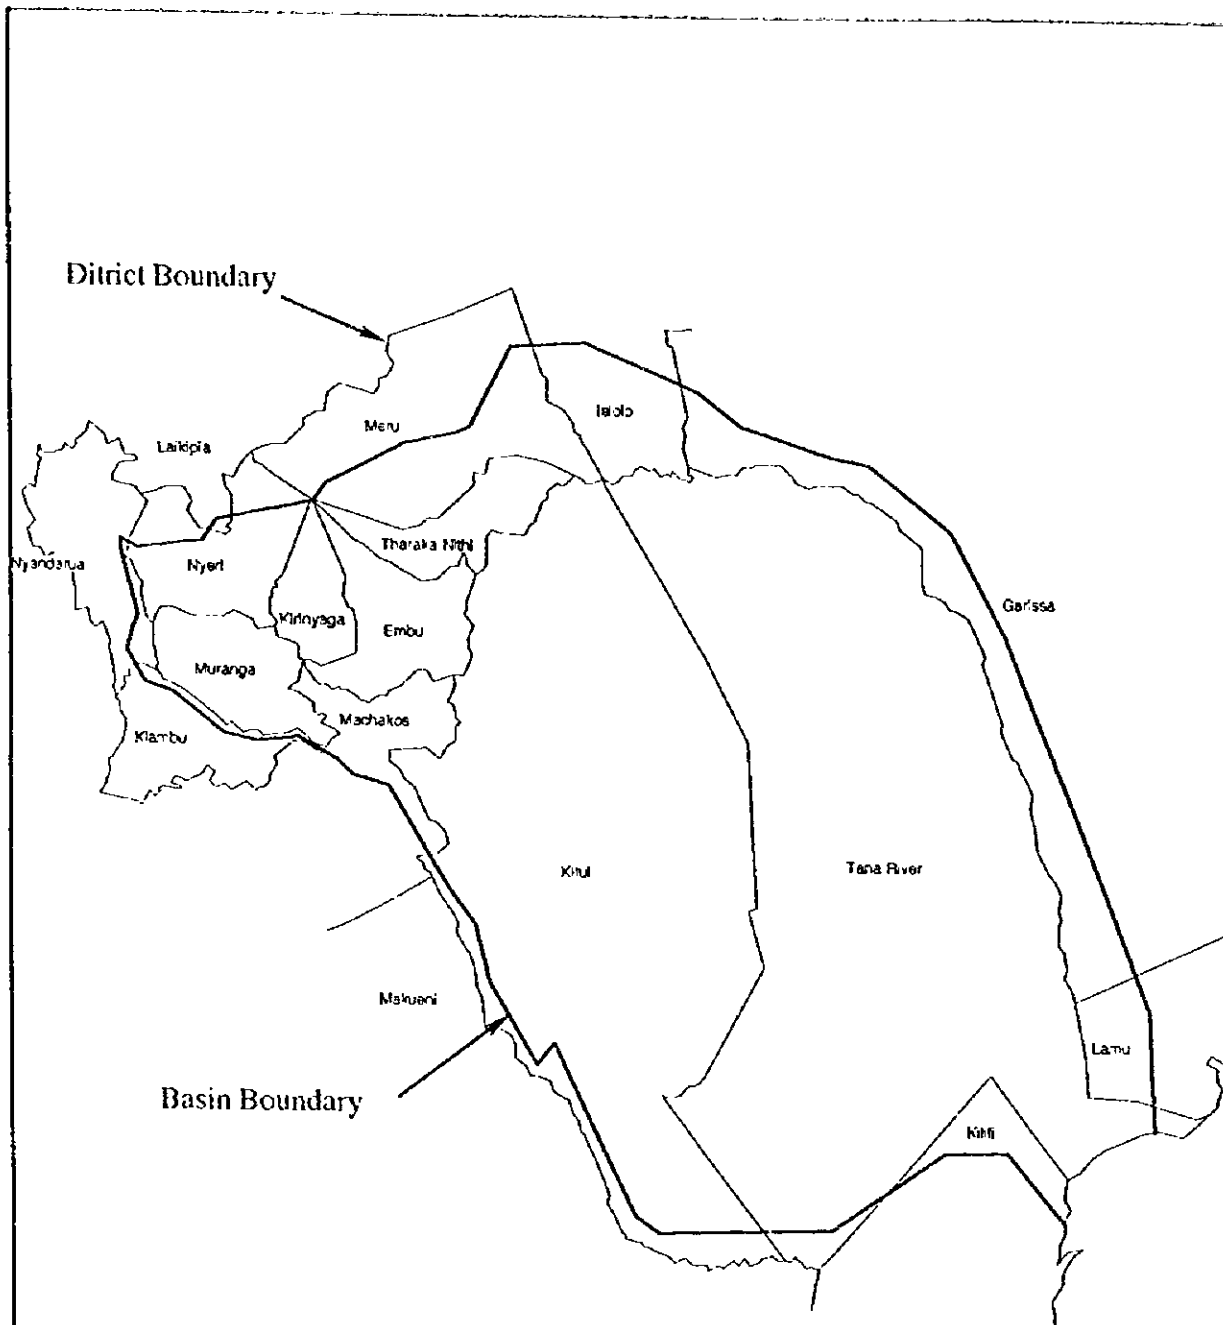 Ditrict Boundary
Isiolo
Meru
Laikipia
Tharaka Nithi
Nyandarua
Nyeri
Garissa
Kirinyaga
Embu
Muranga
Machakos
Kiambu
Kitui
Tana River
Makueni
Lamu
Basin Boundary
Kilifi